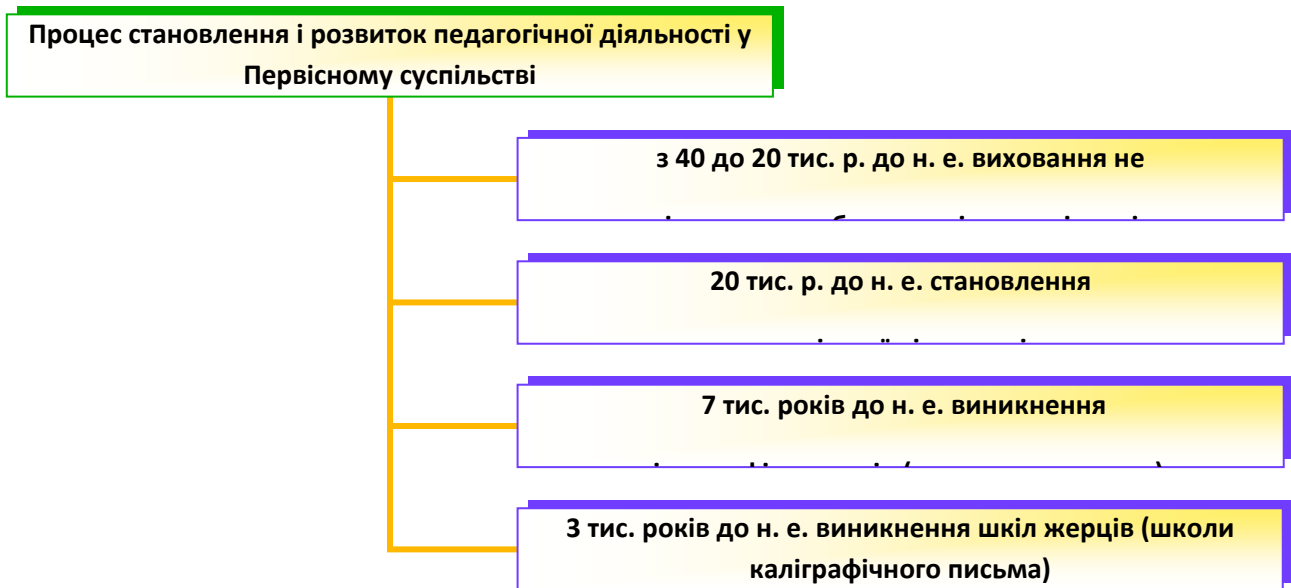 Процес становлення і розвиток педагогічної діяльності у
Первісному суспільстві
з 40 до 20 тис. р. до н. е. виховання не
20 тис. р. до н. е. становлення
7 тис. років до н. е. виникнення
3 тис. років до н. е. виникнення шкіл жерців (школи
каліграфічного письма)